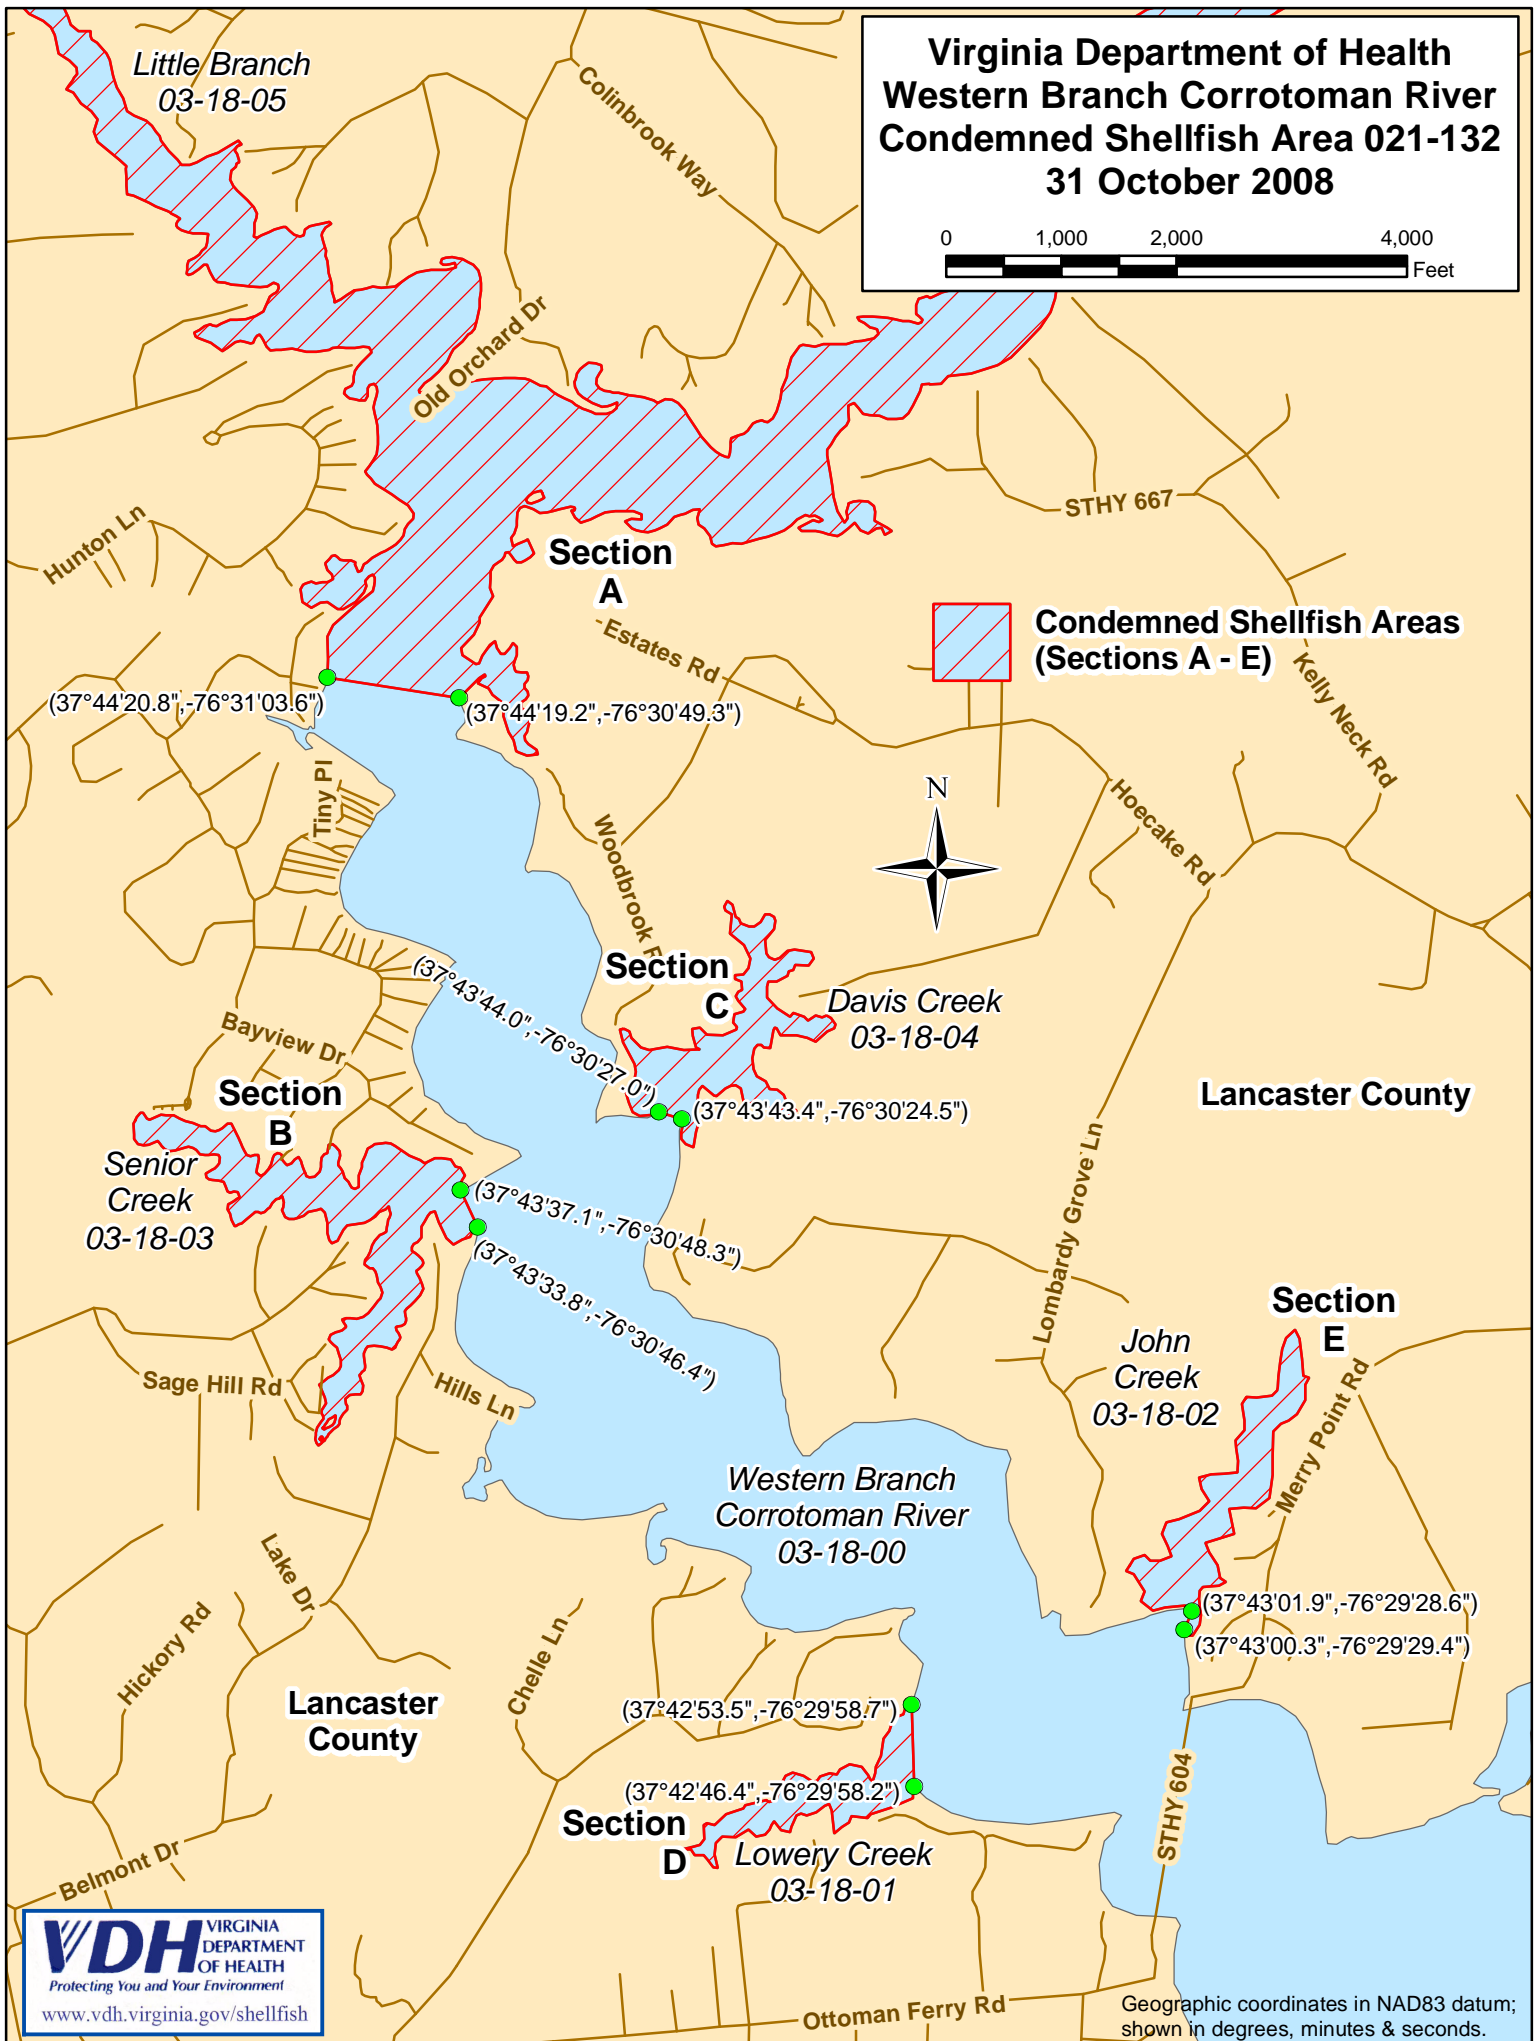 Virginia Department of Health
Western Branch Corrotoman River
Condemned Shellfish Area 021-132
31 October 2008
0 1,000 2,000 4,000
Feet
Little Branch
03-18-05
Colinbrook Way
Old Orchard Dr
STHY 667
Hunton Ln
Section
A
Condemned Shellfish Areas
(Sections A - E)
Estates Rd
Kelly Neck Rd
(37°44'20.8",-76°31'03.6")
(37°44'19.2",-76°30'49.3")
Tiny Pl
N
Hoecake Rd
Woodbrook
Section
C
(37°43'44.0",-76°30'27.0")
Davis Creek
03-18-04
Bayview Dr
Section
B
Lancaster County
(37°43'43.4",-76°30'24.5")
Senior
Creek
03-18-03
(37°43'37.1",-76°30'48.3")
(37°43'33.8",-76°30'46.4")
Lombardy Grove Ln
Section
E
John
Creek
03-18-02
Sage Hill Rd
Hills Ln
Merry Point Rd
Western Branch
Corrotoman River
03-18-00
Lake Dr
Hickory Rd
Chelle Ln
(37°43'01.9",-76°29'28.6")
(37°43'00.3",-76°29'29.4")
Lancaster
County
(37°42'53.5",-76°29'58.7")
(37°42'46.4",-76°29'58.2")
STHY 604
Section
D
Lowery Creek
03-18-01
Belmont Dr
VDH VIRGINIA
DEPARTMENT
OF HEALTH
Protecting You and Your Environment
www.vdh.virginia.gov/shellfish
Ottoman Ferry Rd
Geographic coordinates in NAD83 datum;
shown in degrees, minutes & seconds.